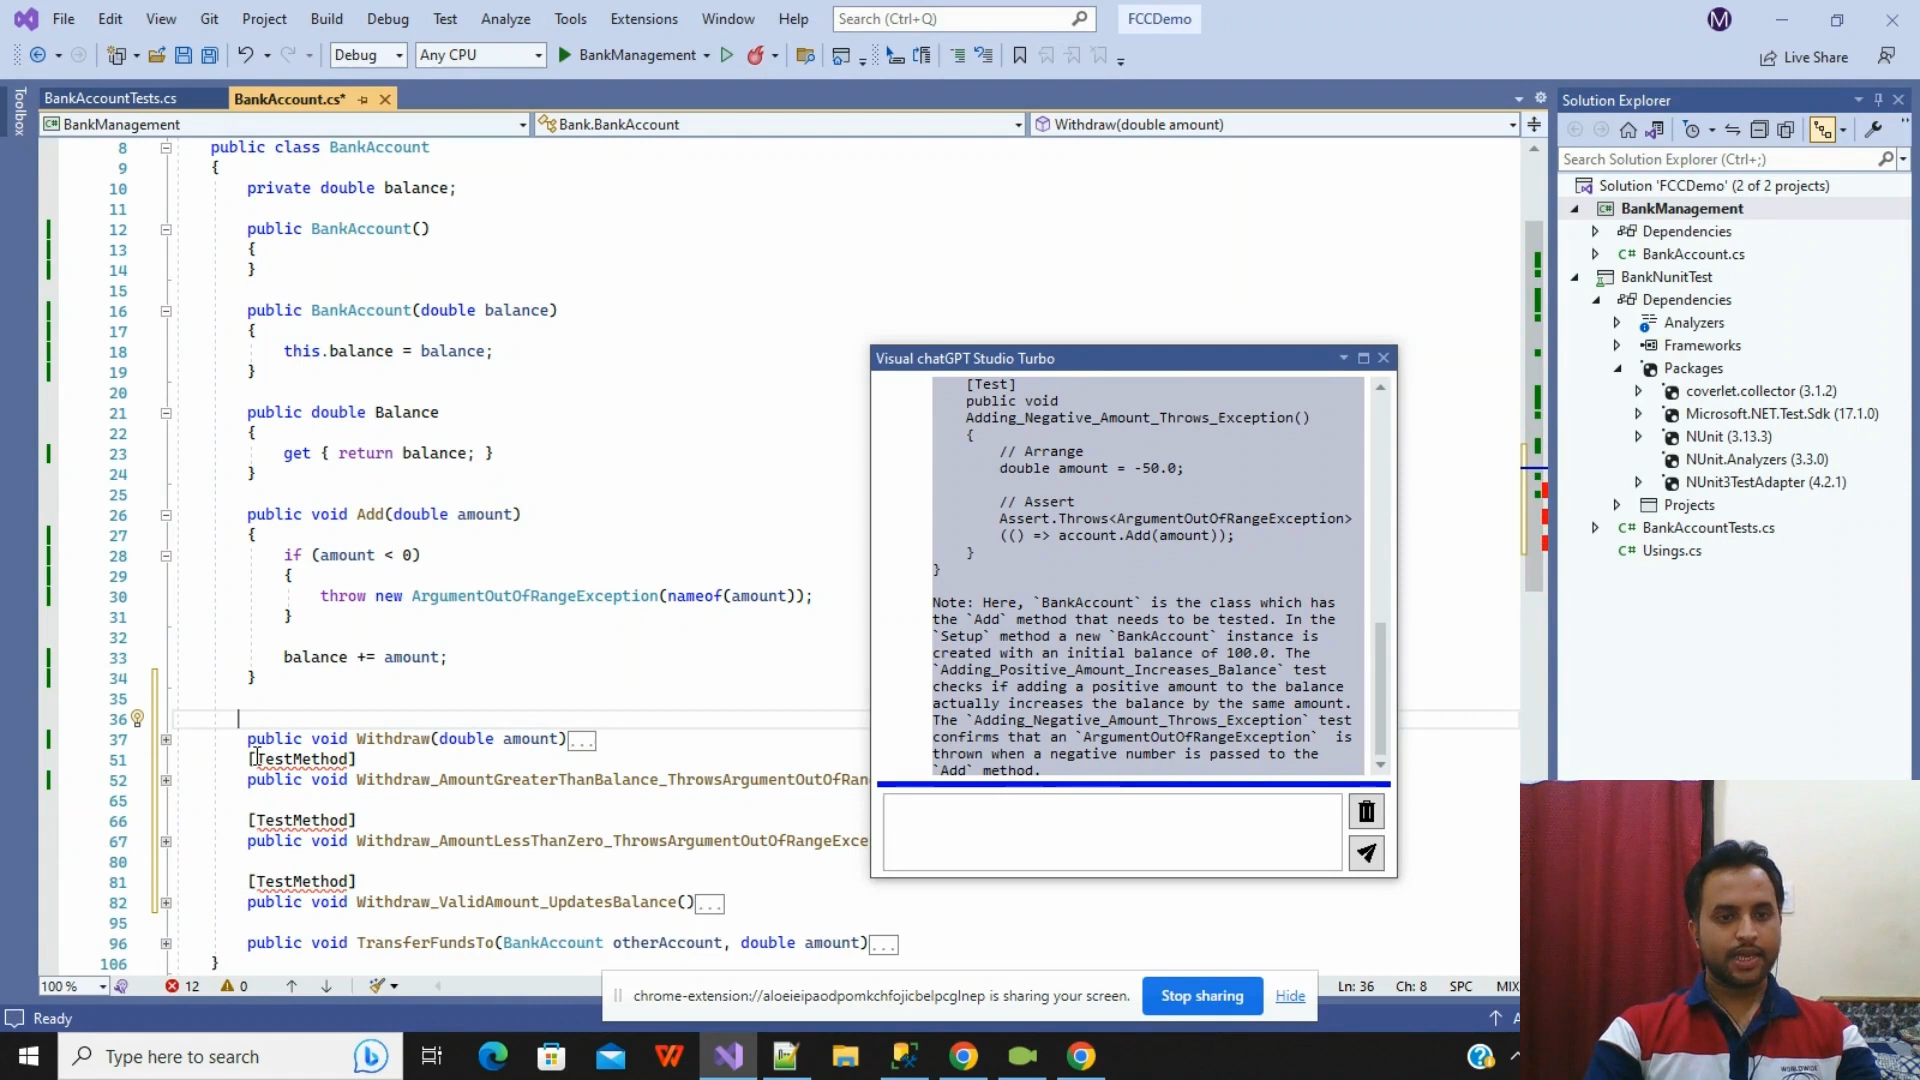 File Edit View Git Project Build Debug Test Analyze Tools Extensions Window Help Search (Ctrl+Q) FCCDemo M
Debug Any CPU BankManagement Live Share
Toolbox
BankAccountTests.cs BankAccount.cs*
BankManagement Bank.BankAccount Withdraw(double amount)
8 public class BankAccount
9 {
10 private double balance;
11
12 public BankAccount()
13 {
14 }
15
16 public BankAccount(double balance)
17 {
18 this.balance = balance;
19 }
20
21 public double Balance
22 {
23 get { return balance; }
24 }
25
26 public void Add(double amount)
27 {
28 if (amount < 0)
29 {
30 throw new ArgumentOutOfRangeException(nameof(amount));
31 }
32
33 balance += amount;
34 }
35
36
37 public void Withdraw(double amount)...
51 [TestMethod]
52 public void Withdraw_AmountGreaterThanBalance_ThrowsArgumentOutOfRan
65
66 [TestMethod]
67 public void Withdraw_AmountLessThanZero_ThrowsArgumentOutOfRangeExce
80
81 [TestMethod]
82 public void Withdraw_ValidAmount_UpdatesBalance()...
95
96 public void TransferFundsTo(BankAccount otherAccount, double amount)...
106 }
Visual chatGPT Studio Turbo
[Test]
public void
Adding_Negative_Amount_Throws_Exception()
{
// Arrange
double amount = -50.0;
// Assert
Assert.Throws<ArgumentOutOfRangeException>
(() => account.Add(amount));
}
}
Note: Here, `BankAccount` is the class which has
the `Add` method that needs to be tested. In the
`Setup` method a new `BankAccount` instance is
created with an initial balance of 100.0. The
`Adding_Positive_Amount_Increases_Balance` test
checks if adding a positive amount to the balance
actually increases the balance by the same amount.
The `Adding_Negative_Amount_Throws_Exception` test
confirms that an `ArgumentOutOfRangeException` is
thrown when a negative number is passed to the
`Add` method.
Solution Explorer
Search Solution Explorer (Ctrl+;)
Solution 'FCCDemo' (2 of 2 projects)
C# BankManagement
Dependencies
C# BankAccount.cs
BankNunitTest
Dependencies
Analyzers
Frameworks
Packages
coverlet.collector (3.1.2)
Microsoft.NET.Test.Sdk (17.1.0)
NUnit (3.13.3)
NUnit.Analyzers (3.3.0)
NUnit3TestAdapter (4.2.1)
Projects
C# BankAccountTests.cs
C# Usings.cs
100 % 12 0 Ln: 36 Ch: 8 SPC MIX
chrome-extension://aloeieipaodpomkchfojicbelpcglnep is sharing your screen. Stop sharing Hide
Ready
Type here to search